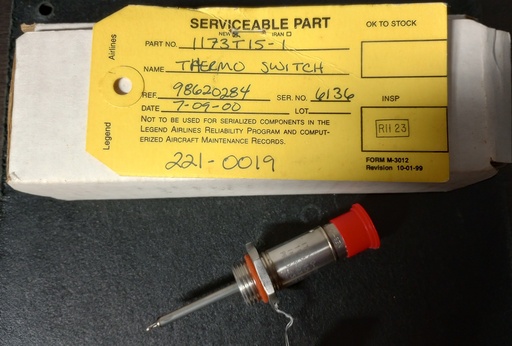 SERVICEABLE PART
OK TO STOCK
NEW IRAN
PART NO. 1173T15-1
NAME THERMO SWITCH
REF 98620284 SER. NO. 6136
DATE 7-09-00 LOT
INSP
NOT TO BE USED FOR SERIALIZED COMPONENTS IN THE
LEGEND AIRLINES RELIABILITY PROGRAM AND COMPUT-
ERIZED AIRCRAFT MAINTENANCE RECORDS.
RII 23
221-0019
FORM M-3012
Revision 10-01-99
Legend Airlines